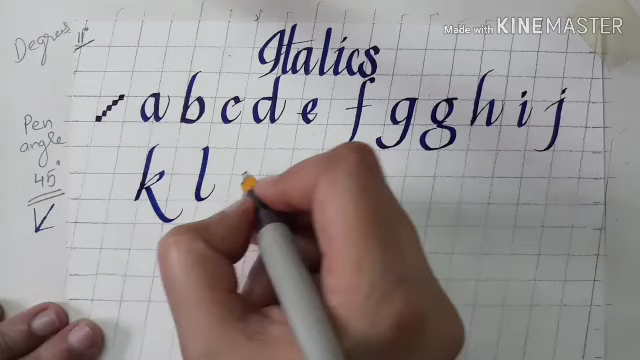 Made with KINEMASTER
Italics
Degrees 11°
a b c d e f g g h i j
Pen
angle
45°
k l